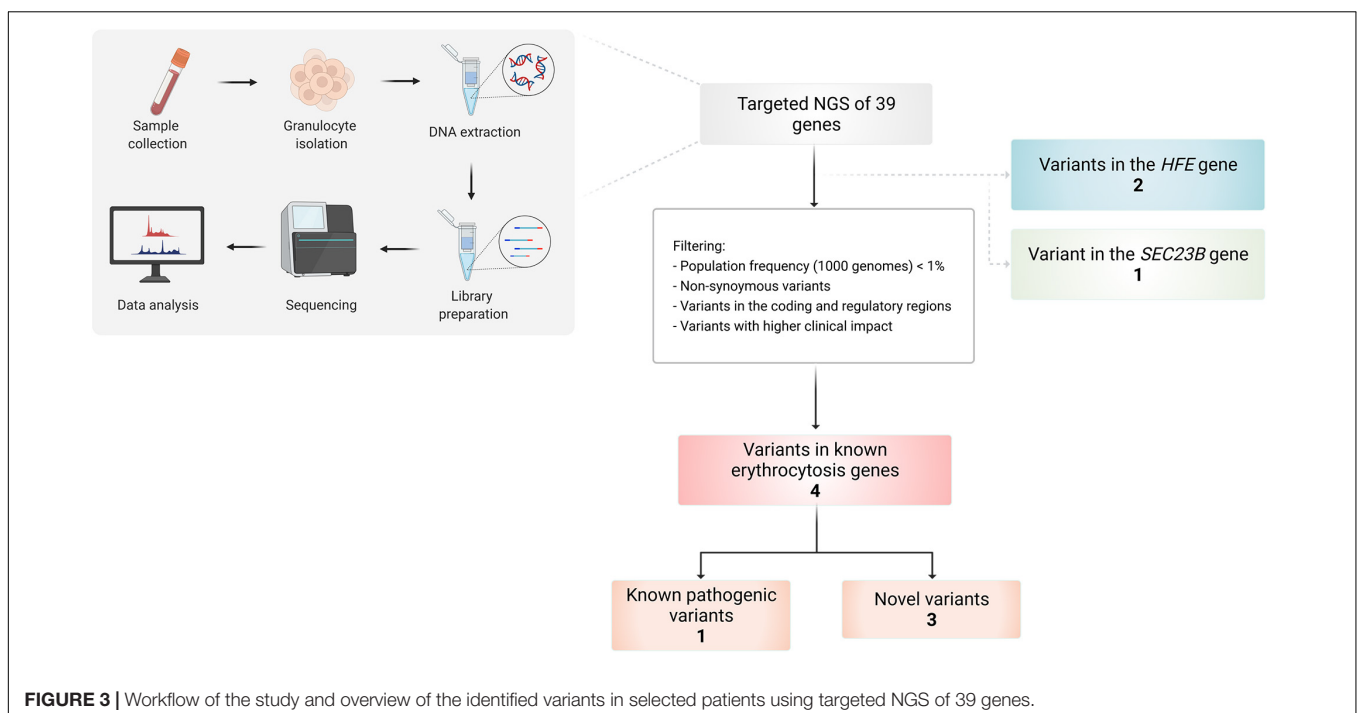 Sample
collection
Granulocyte
isolation
DNA extraction
Data analysis
Sequencing
Library
preparation
Targeted NGS of 39
genes
Variants in the HFE gene
2
Variant in the SEC23B gene
1
Filtering:
- Population frequency (1000 genomes) < 1%
- Non-synoymous variants
- Variants in the coding and regulatory regions
- Variants with higher clinical impact
Variants in known
erythrocytosis genes
4
Known pathogenic
variants
1
Novel variants
3
FIGURE 3 | Workflow of the study and overview of the identified variants in selected patients using targeted NGS of 39 genes.